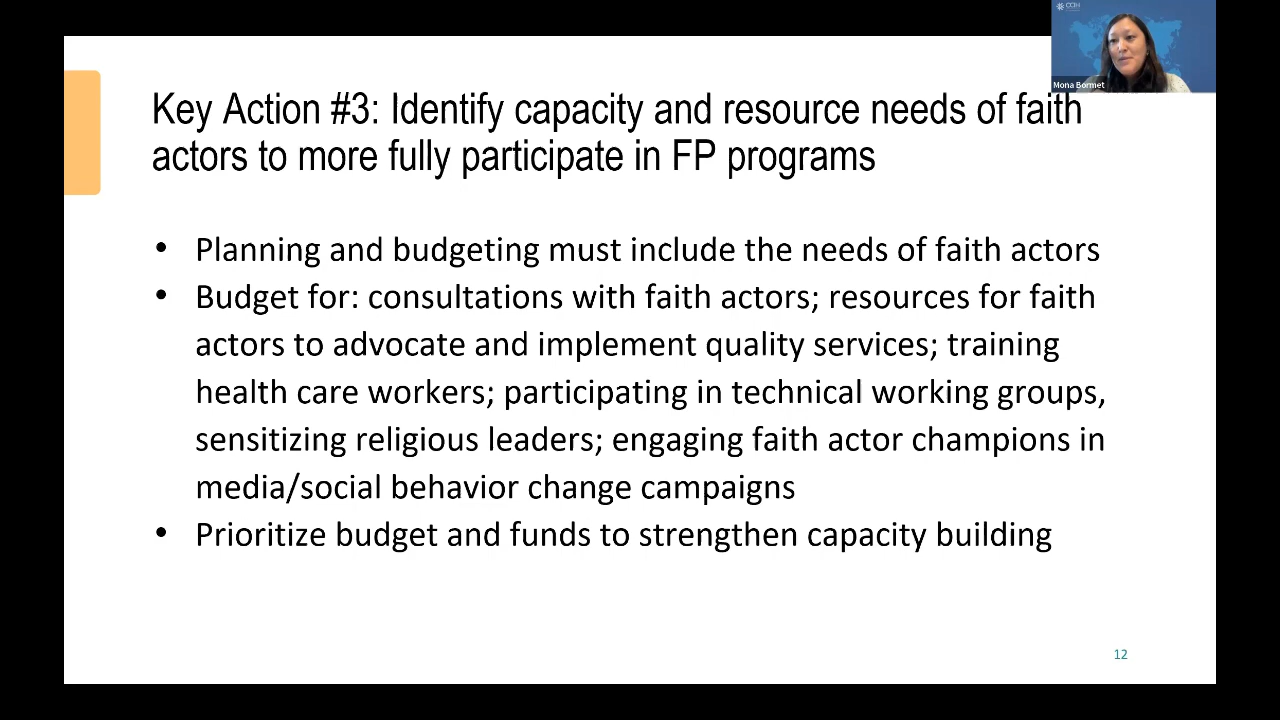 CCIH
Mona Bormet
Key Action #3: Identify capacity and resource needs of faith
actors to more fully participate in FP programs
• Planning and budgeting must include the needs of faith actors
• Budget for: consultations with faith actors; resources for faith
actors to advocate and implement quality services; training
health care workers; participating in technical working groups,
sensitizing religious leaders; engaging faith actor champions in
media/social behavior change campaigns
• Prioritize budget and funds to strengthen capacity building
12